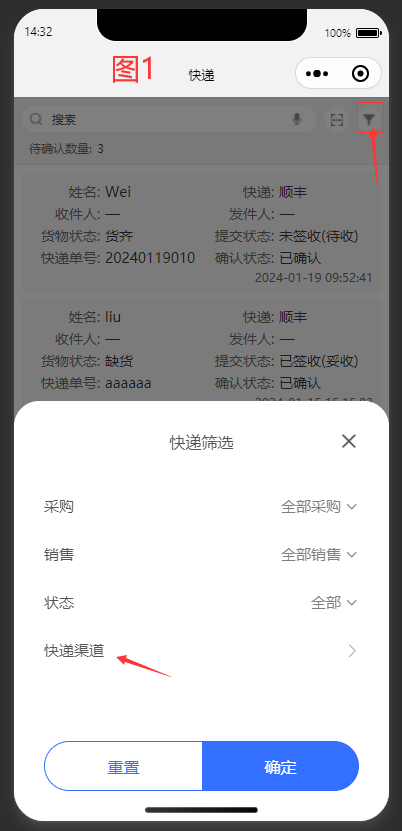 14:32
100%
图1
快递
搜索
待确认数量: 3
姓名: Wei 快递: 顺丰
收件人: — 发件人: —
货物状态: 货齐 提交状态: 未签收(待收)
快递单号: 20240119010 确认状态: 已确认
2024-01-19 09:52:41
姓名: liu 快递: 顺丰
收件人: — 发件人: —
货物状态: 缺货 提交状态: 已签收(妥收)
快递单号: aaaaaa 确认状态: 已确认
快递筛选
采购 全部采购
销售 全部销售
状态 全部
快递渠道
重置 确定